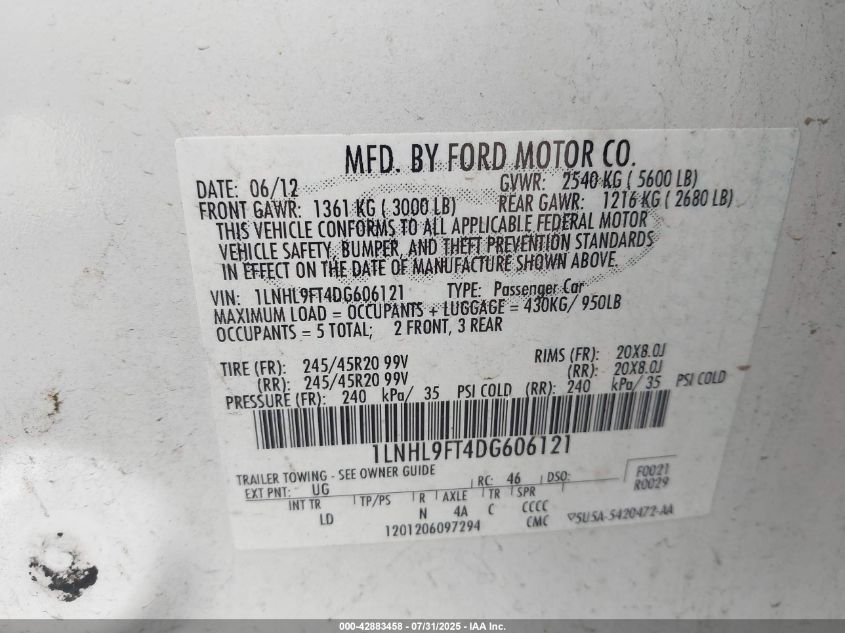 MFD. BY FORD MOTOR CO.
DATE: 06/12 GVWR: 2540 KG ( 5600 LB)
FRONT GAWR: 1361 KG ( 3000 LB) REAR GAWR: 1216 KG ( 2680 LB)
THIS VEHICLE CONFORMS TO ALL APPLICABLE FEDERAL MOTOR
VEHICLE SAFETY, BUMPER, AND THEFT PREVENTION STANDARDS
IN EFFECT ON THE DATE OF MANUFACTURE SHOWN ABOVE.
VIN: 1LNHL9FT4DG606121 TYPE: Passenger Car
MAXIMUM LOAD = OCCUPANTS + LUGGAGE = 430KG/ 950LB
OCCUPANTS = 5 TOTAL; 2 FRONT, 3 REAR
TIRE (FR): 245/45R20 99V RIMS (FR): 20X8.0J
(RR): 245/45R20 99V (RR): 20X8.0J
PRESSURE (FR): 240 kPa/ 35 PSI COLD (RR): 240 kPa/ 35 PSI COLD
1LNHL9FT4DG606121
TRAILER TOWING - SEE OWNER GUIDE F0021
EXT PNT: UG RC: 46 DSO: R0029
INT TR TP/PS R AXLE TR SPR
LD N 4A C CCCC
1201206097294 CMC 5U5A-5420472-AA
000-42883458 - 07/31/2025 - IAA Inc.